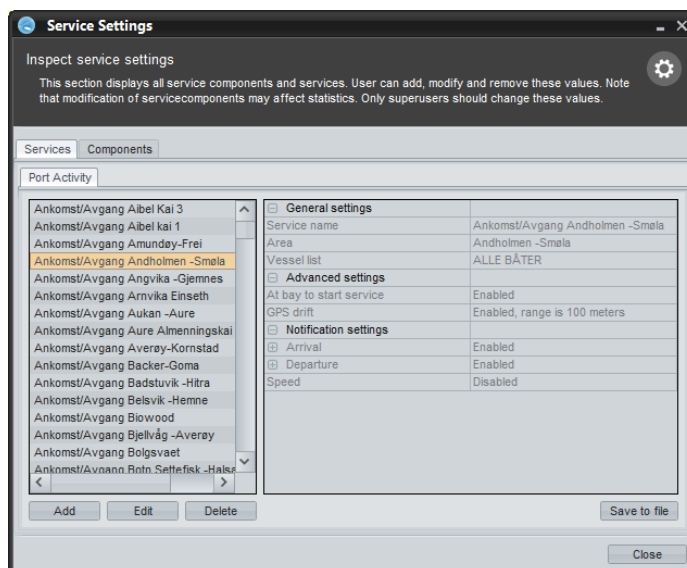 Service Settings
Inspect service settings
This section displays all service components and services. User can add, modify and remove these values. Note
that modification of servicecomponents may affect statistics. Only superusers should change these values.
Services Components
Port Activity
Ankomst/Avgang Aibel Kai 3
Ankomst/Avgang Aibel kai 1
Ankomst/Avgang Amundøy-Frei
Ankomst/Avgang Andholmen -Smøla
Ankomst/Avgang Angvika -Gjemnes
Ankomst/Avgang Arnvika Einseth
Ankomst/Avgang Aukan -Aure
Ankomst/Avgang Aure Almenningskai
Ankomst/Avgang Averøy-Kornstad
Ankomst/Avgang Backer-Goma
Ankomst/Avgang Badstuvik -Hitra
Ankomst/Avgang Belsvik -Hemne
Ankomst/Avgang Biowood
Ankomst/Avgang Bjellvåg -Averøy
Ankomst/Avgang Bolgsvaet
Ankomst/Avgang Botn Settefisk -Halsa
General settings
Service name Ankomst/Avgang Andholmen -Smøla
Area Andholmen -Smøla
Vessel list ALLE BÅTER
Advanced settings
At bay to start service Enabled
GPS drift Enabled, range is 100 meters
Notification settings
Arrival Enabled
Departure Enabled
Speed Disabled
Add Edit Delete
Save to file
Close